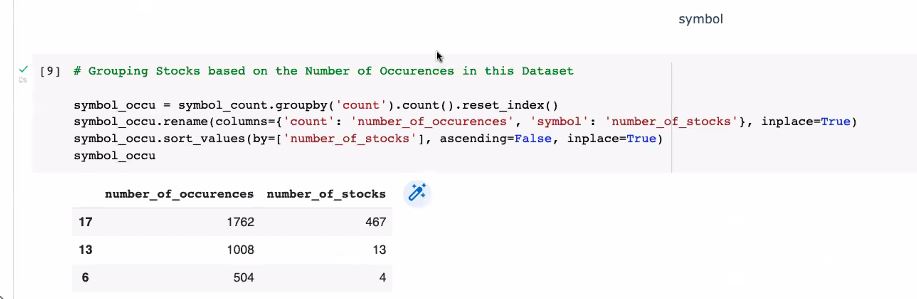 symbol
[9] # Grouping Stocks based on the Number of Occurences in this Dataset
symbol_occu = symbol_count.groupby('count').count().reset_index()
symbol_occu.rename(columns={'count': 'number_of_occurences', 'symbol': 'number_of_stocks'}, inplace=True)
symbol_occu.sort_values(by=['number_of_stocks'], ascending=False, inplace=True)
symbol_occu
number_of_occurences number_of_stocks
17 1762 467
13 1008 13
6 504 4